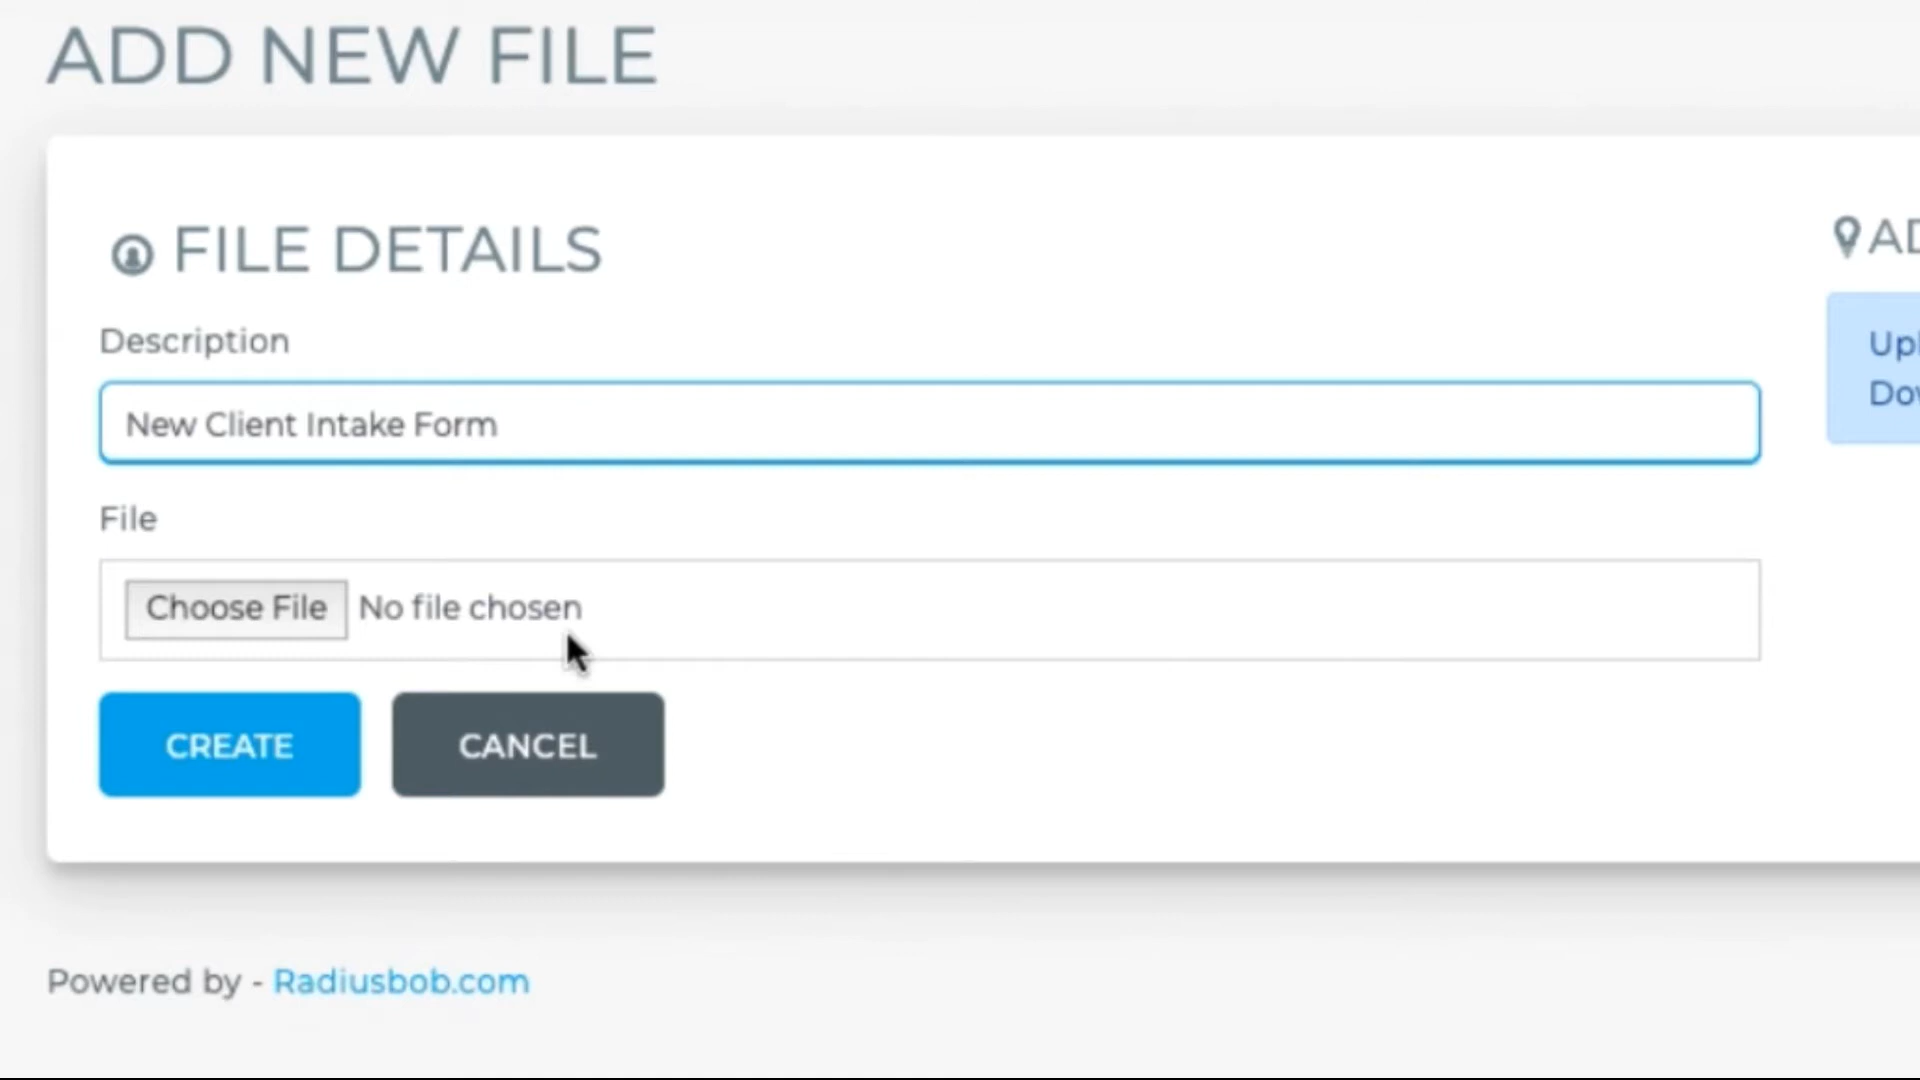 ADD NEW FILE
FILE DETAILS
Description
New Client Intake Form
File
Choose File No file chosen
CREATE CANCEL
Powered by - Radiusbob.com